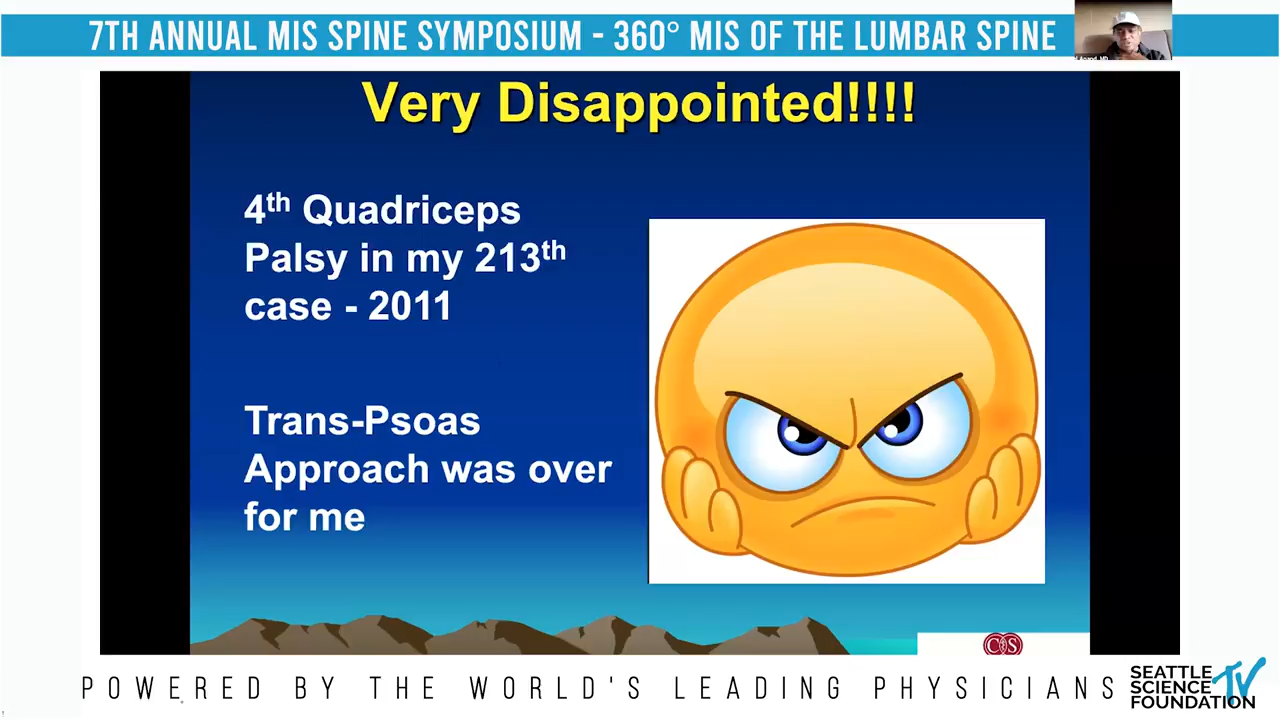 7TH ANNUAL MIS SPINE SYMPOSIUM - 360° MIS OF THE LUMBAR SPINE
Very Disappointed!!!!
4th Quadriceps
Palsy in my 213th
case - 2011
Trans-Psoas
Approach was over
for me
POWERED BY THE WORLD'S LEADING PHYSICIANS
SEATTLE
SCIENCE
FOUNDATION
TV